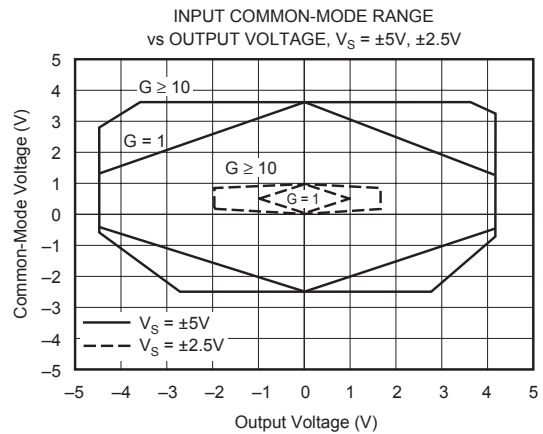 INPUT COMMON-MODE RANGE
vs OUTPUT VOLTAGE, VS = ±5V, ±2.5V
5
4
3
2
1
0
–1
–2
–3
–4
–5
Common-Mode Voltage (V)
G ≥ 10
G = 1
G ≥ 10
G = 1
VS = ±5V
VS = ±2.5V
–5 –4 –3 –2 –1 0 1 2 3 4 5
Output Voltage (V)